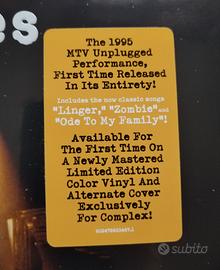 es
The 1995
MTV Unplugged
Performance,
First Time Released
In Its Entirety!
Includes the now classic songs
"Linger," "Zombie" and
"Ode To My Family"!
Available For
The First Time On
A Newly Mastered
Limited Edition
Color Vinyl And
Alternate Cover
Exclusively
For Complex!
subito